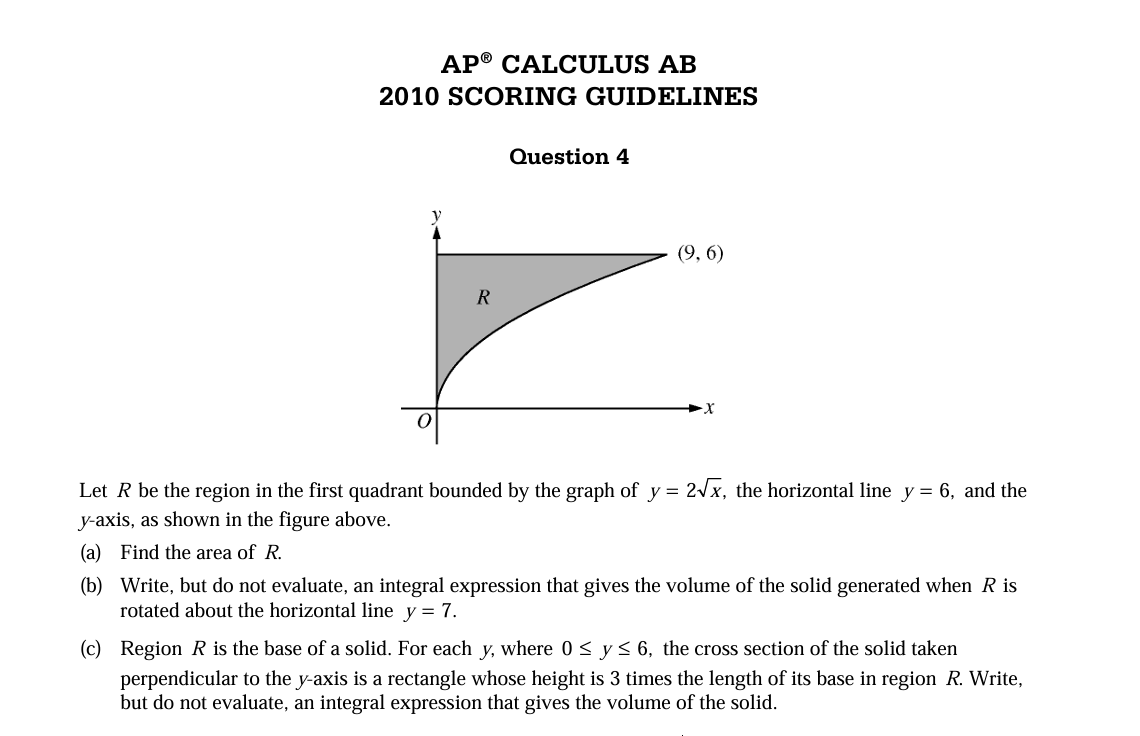 AP® CALCULUS AB
2010 SCORING GUIDELINES
Question 4
y
(9, 6)
R
O
x
Let R be the region in the first quadrant bounded by the graph of y = 2√x, the horizontal line y = 6, and the
y-axis, as shown in the figure above.
(a) Find the area of R.
(b) Write, but do not evaluate, an integral expression that gives the volume of the solid generated when R is
rotated about the horizontal line y = 7.
(c) Region R is the base of a solid. For each y, where 0 ≤ y ≤ 6, the cross section of the solid taken
perpendicular to the y-axis is a rectangle whose height is 3 times the length of its base in region R. Write,
but do not evaluate, an integral expression that gives the volume of the solid.